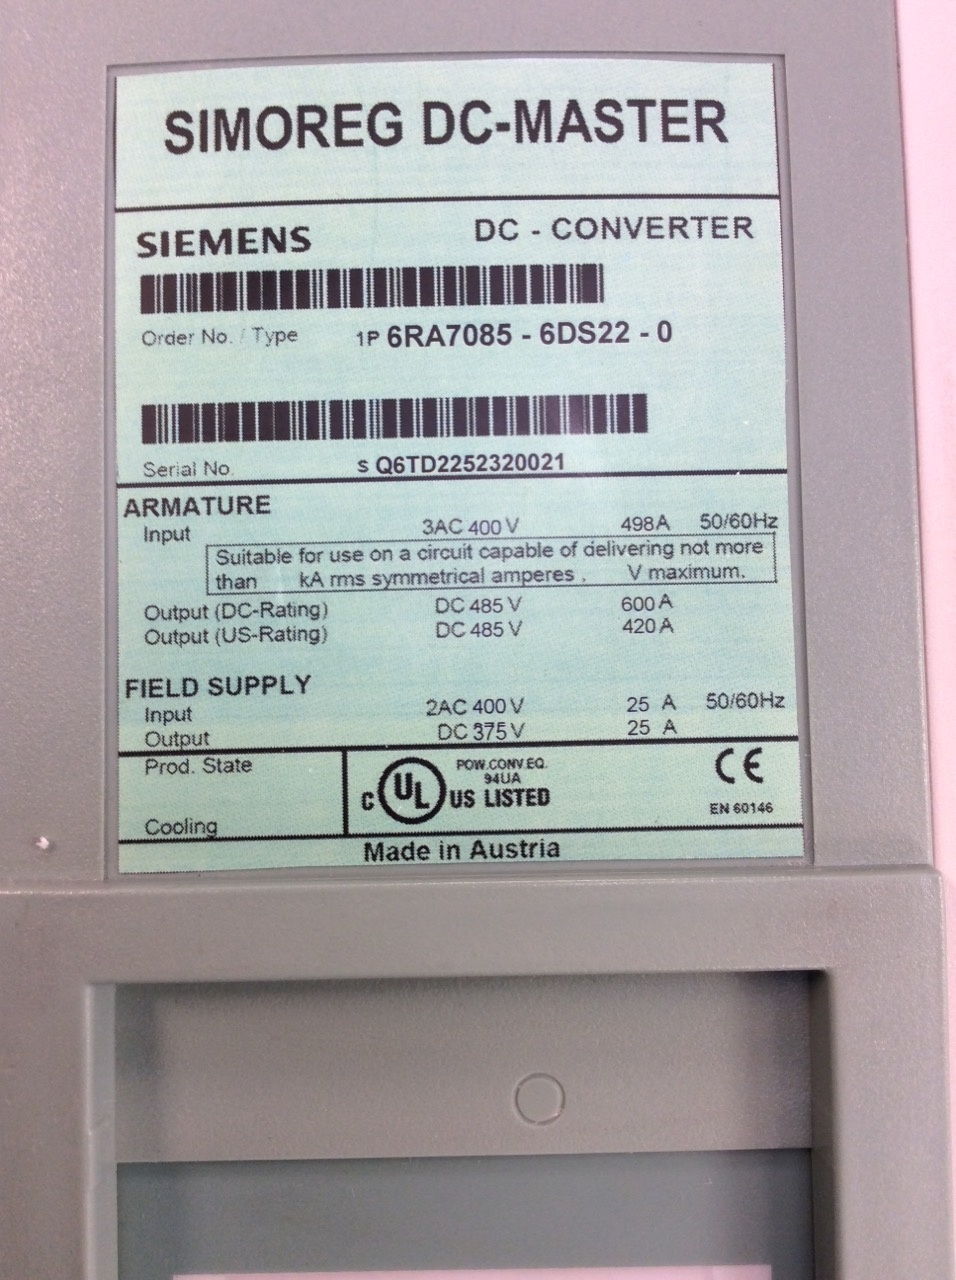 SIMOREG DC-MASTER
SIEMENS DC - CONVERTER
Order No. / Type 1P 6RA7085 - 6DS22 - 0
Serial No. S Q6TD2252320021
ARMATURE
Input 3AC 400 V 498A 50/60Hz
Suitable for use on a circuit capable of delivering not more
than kA rms symmetrical amperes , V maximum.
Output (DC-Rating) DC 485 V 600 A
Output (US-Rating) DC 485 V 420 A
FIELD SUPPLY
Input 2AC 400 V 25 A 50/60Hz
Output DC 375 V 25 A
Prod. State
Cooling
POW.CONV.EQ.
94UA
C UL US LISTED
CE
EN 60146
Made in Austria